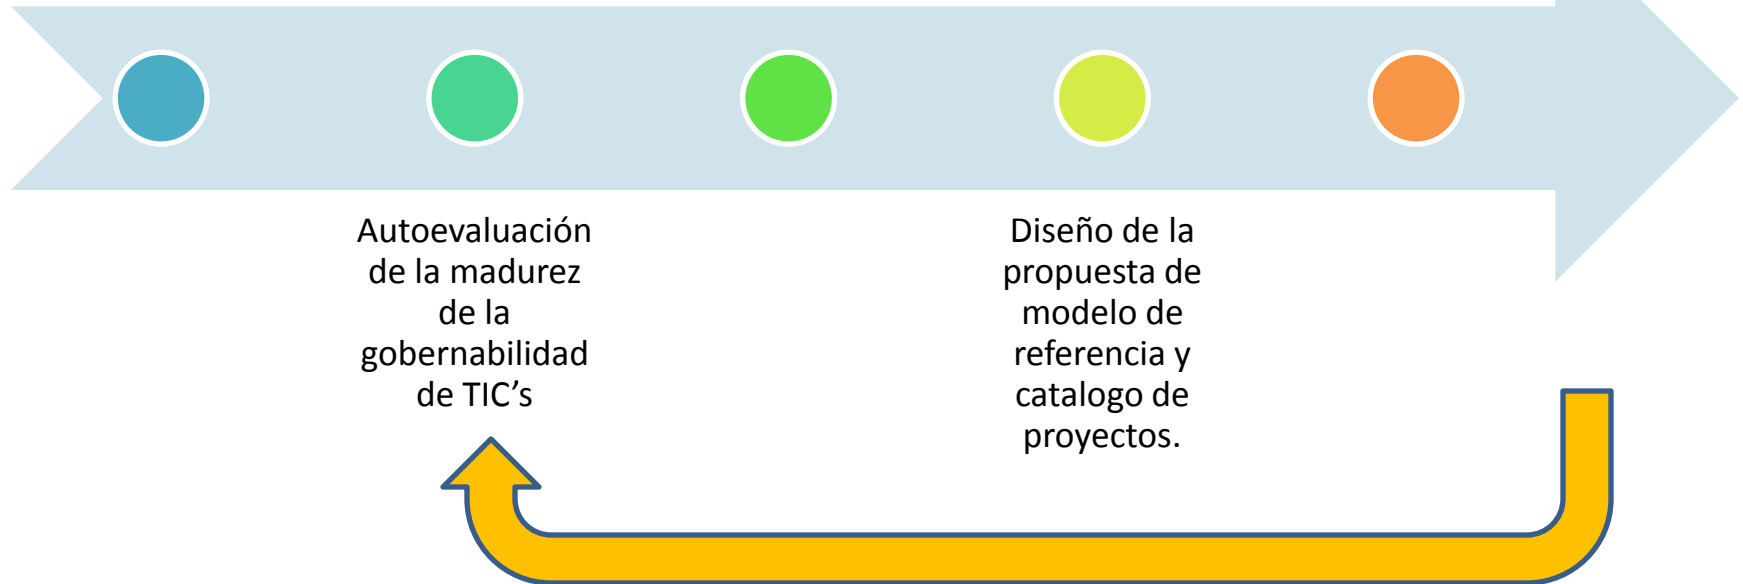 Autoevaluación
de la madurez
de la
gobernabilidad
de TIC’s
Diseño de la
propuesta de
modelo de
referencia y
catalogo de
proyectos.